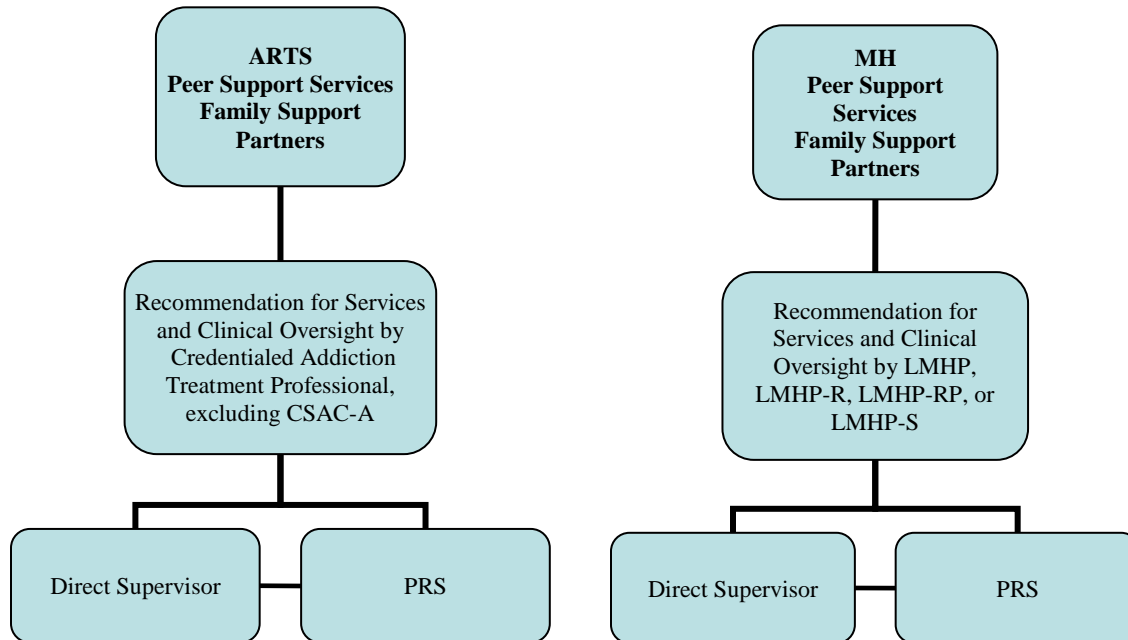 ARTS
Peer Support Services
Family Support
Partners
Recommendation for Services
and Clinical Oversight by
Credentialed Addiction
Treatment Professional,
excluding CSAC-A
Direct Supervisor
PRS
MH
Peer Support
Services
Family Support
Partners
Recommendation for
Services and Clinical
Oversight by LMHP,
LMHP-R, LMHP-RP, or
LMHP-S
Direct Supervisor
PRS